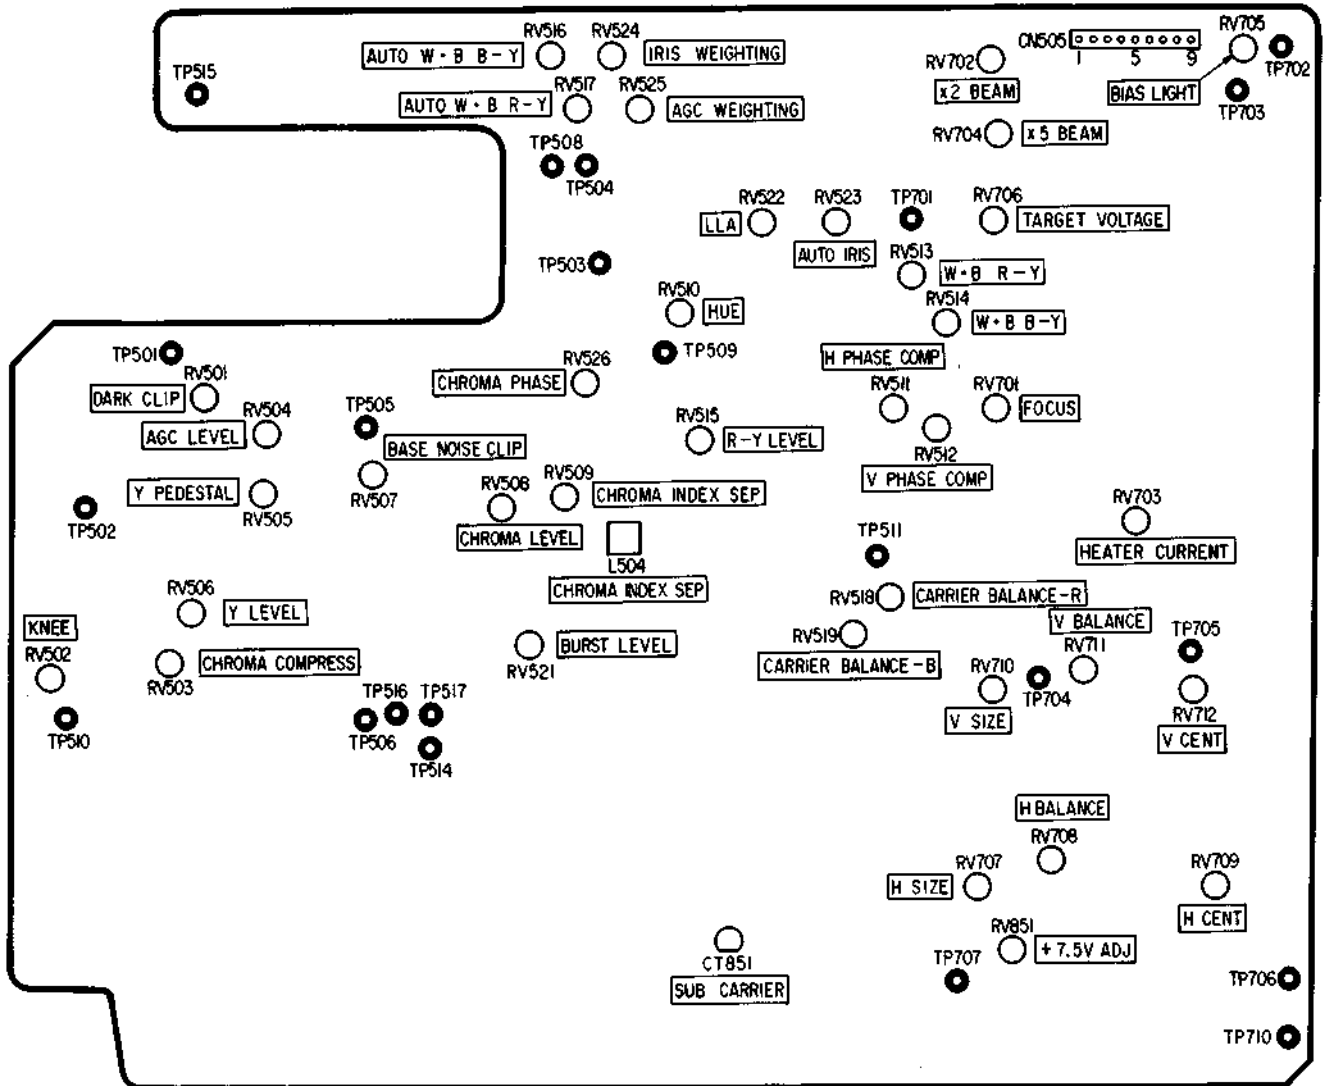 RV516
RV524
AUTO W·B B-Y
IRIS WEIGHTING
CN505
1 5 9
RV705
RV702
x2 BEAM
BIAS LIGHT
TP702
TP703
TP515
RV517
RV525
AUTO W·B R-Y
AGC WEIGHTING
RV704
x5 BEAM
TP508
TP504
RV522
RV523
TP701
RV706
LLA
TARGET VOLTAGE
AUTO IRIS
RV513
TP503
W·B R-Y
RV510
RV514
HUE
W·B B-Y
TP501
TP509
H PHASE COMP
RV501
RV526
CHROMA PHASE
DARK CLIP
RV511
RV701
FOCUS
RV504
TP505
AGC LEVEL
RV515
R-Y LEVEL
BASE NOISE CLIP
RV512
V PHASE COMP
Y PEDESTAL
RV507
RV508
RV509
CHROMA INDEX SEP
RV703
TP502
RV505
CHROMA LEVEL
TP511
HEATER CURRENT
L504
CHROMA INDEX SEP
RV506
Y LEVEL
RV518
CARRIER BALANCE-R
V BALANCE
KNEE
RV519
TP705
RV502
BURST LEVEL
RV503
CHROMA COMPRESS
RV521
CARRIER BALANCE-B
RV710
RV711
TP516
TP517
TP704
V SIZE
RV712
V CENT
TP510
TP506
TP514
H BALANCE
RV708
RV707
RV709
H SIZE
H CENT
RV851
+7.5V ADJ
CT851
SUB CARRIER
TP707
TP706
TP710